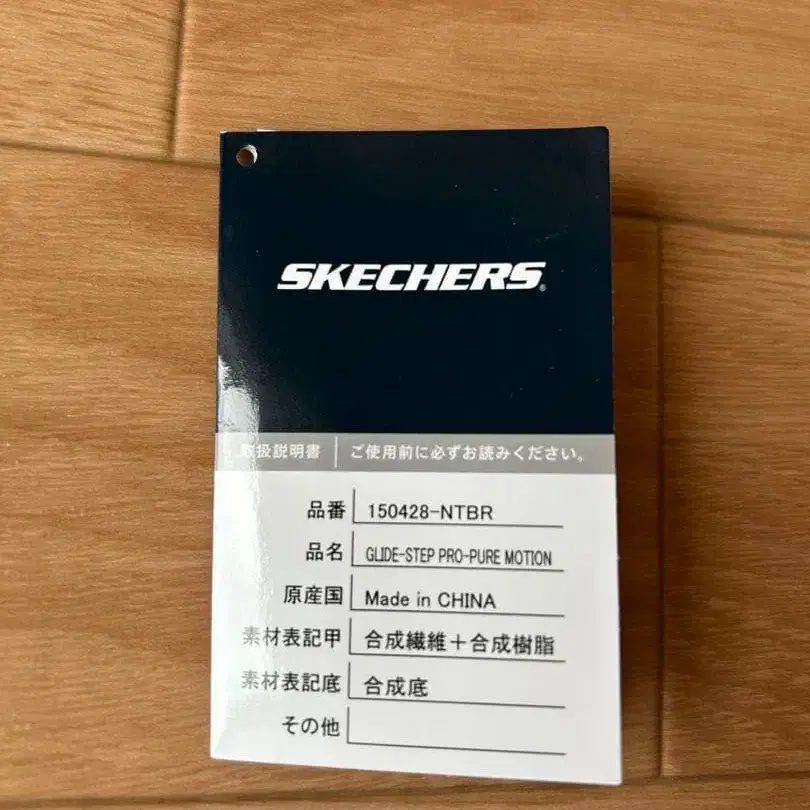 SKECHERS®
取扱説明書 ご使用前に必ずお読みください。
品番 150428-NTBR
品名 GLIDE-STEP PRO-PURE MOTION
原産国 Made in CHINA
素材表記甲 合成繊維+合成樹脂
素材表記底 合成底
その他